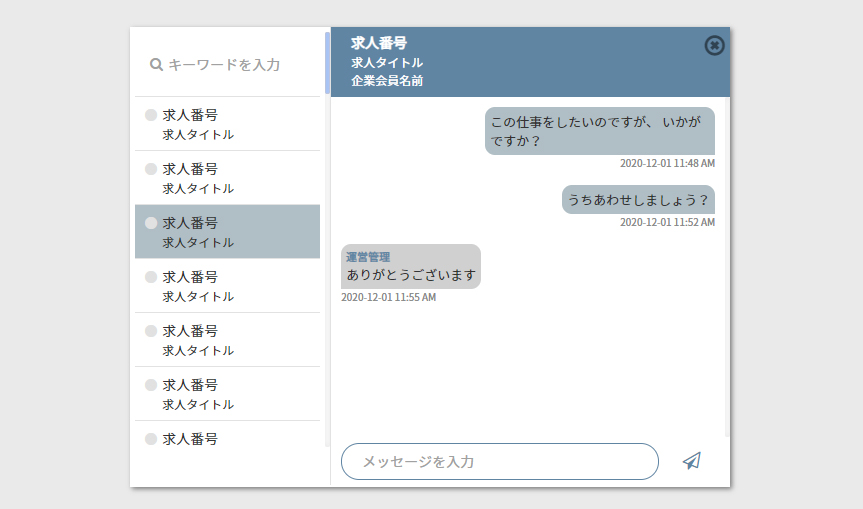 キーワードを入力
求人番号
求人タイトル
求人番号
求人タイトル
求人番号
求人タイトル
求人番号
求人タイトル
求人番号
求人タイトル
求人番号
求人タイトル
求人番号
求人番号
求人タイトル
企業会員名前
この仕事をしたいのですが、 いかが
ですか？
2020-12-01 11:48 AM
うちあわせしましょう？
2020-12-01 11:52 AM
運営管理
ありがとうございます
2020-12-01 11:55 AM
メッセージを入力